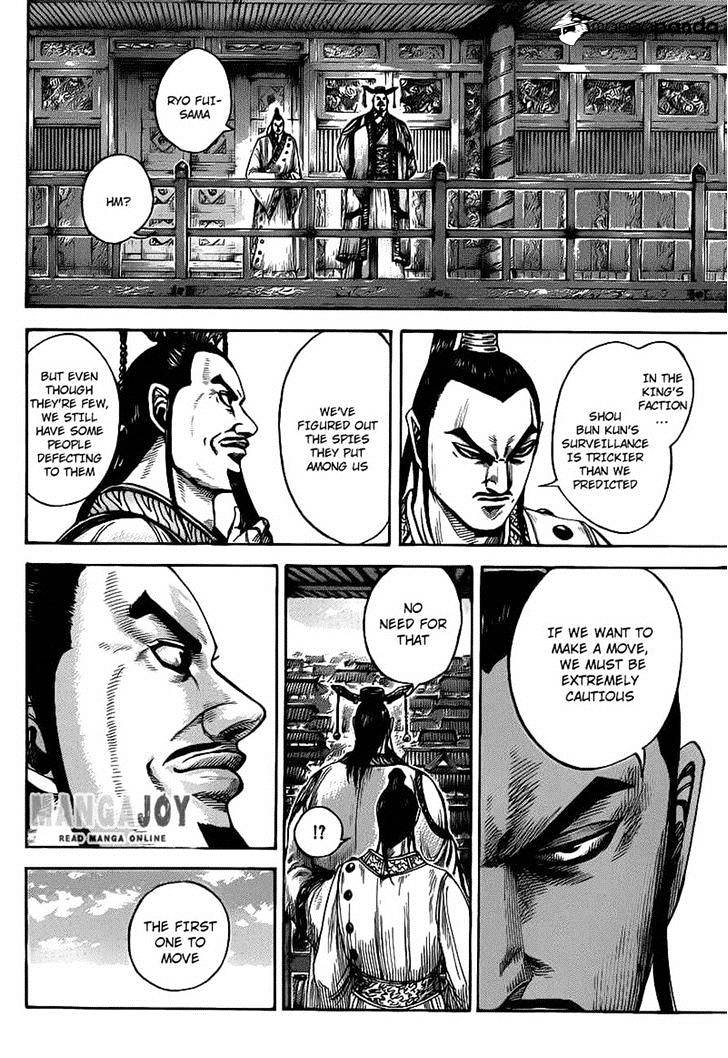 RYO FUI-
SAMA
HM?
IN THE
KING'S
FACTION
...
SHOU
BUN KUN'S
SURVEILLANCE
IS TRICKIER
THAN WE
PREDICTED
WE'VE
FIGURED OUT
THE SPIES
THEY PUT
AMONG US
BUT EVEN
THOUGH
THEY'RE FEW,
WE STILL
HAVE SOME
PEOPLE
DEFECTING
TO THEM
IF WE WANT TO
MAKE A MOVE,
WE MUST BE
EXTREMELY
CAUTIOUS
NO
NEED FOR
THAT
!?
MANGAJOY
READ MANGA ONLINE
THE FIRST
ONE TO
MOVE